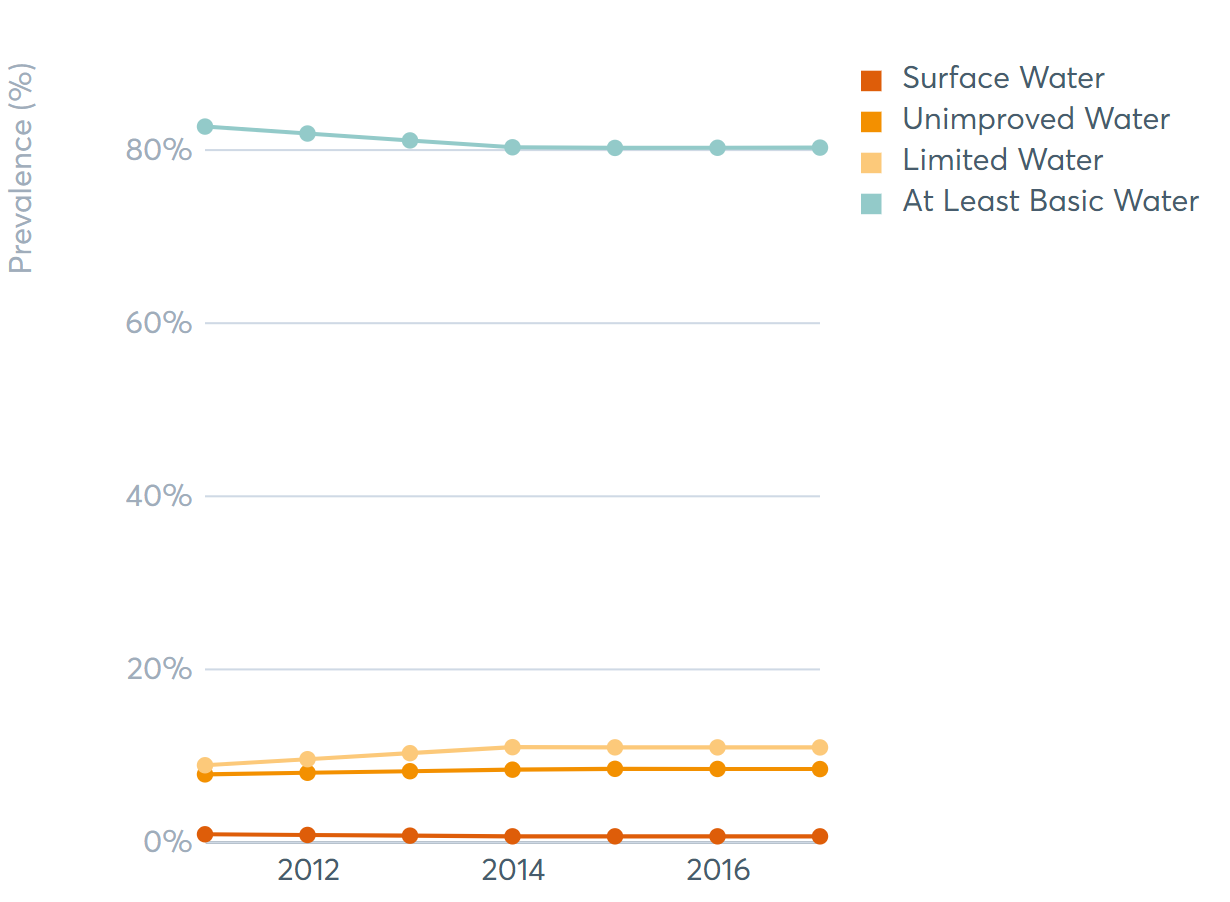 Prevalence (%)
80%
60%
40%
20%
0%
2012
2014
2016
Surface Water
Unimproved Water
Limited Water
At Least Basic Water